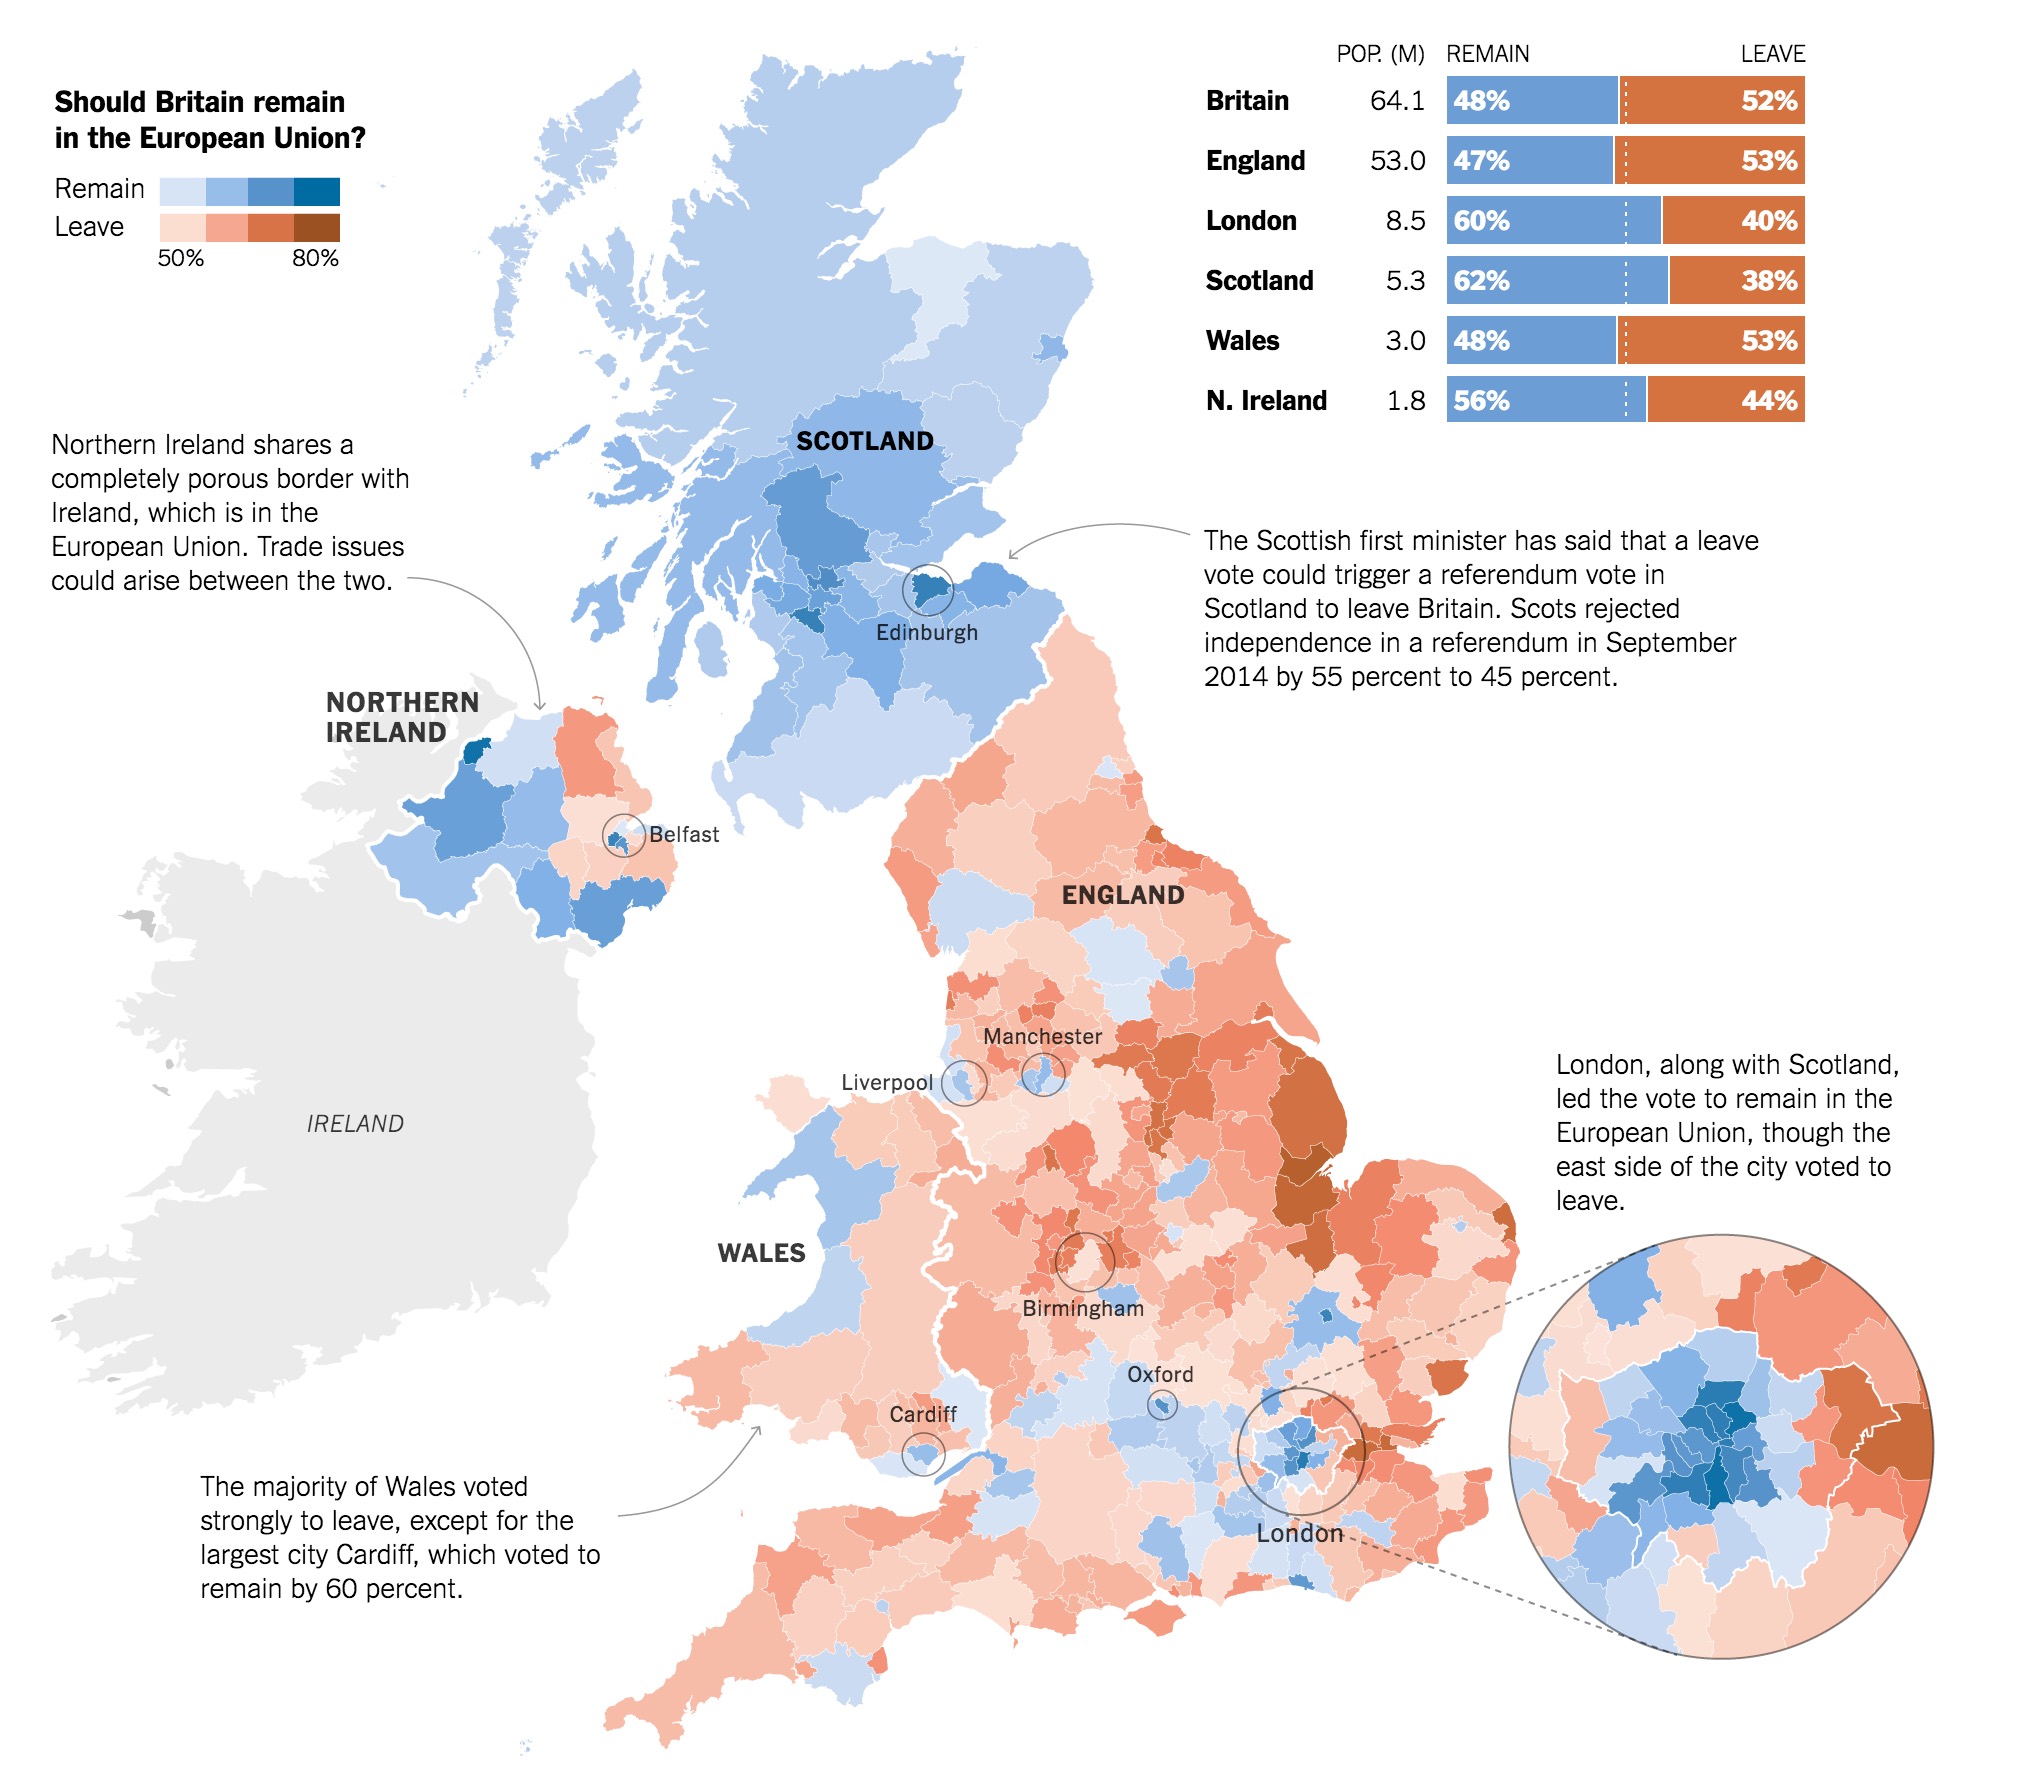 Should Britain remain
in the European Union?
Remain
Leave
50% 80%
POP. (M) REMAIN LEAVE
Britain 64.1 48% 52%
England 53.0 47% 53%
London 8.5 60% 40%
Scotland 5.3 62% 38%
Wales 3.0 48% 53%
N. Ireland 1.8 56% 44%
Northern Ireland shares a
completely porous border with
Ireland, which is in the
European Union. Trade issues
could arise between the two.
SCOTLAND
Edinburgh
The Scottish first minister has said that a leave
vote could trigger a referendum vote in
Scotland to leave Britain. Scots rejected
independence in a referendum in September
2014 by 55 percent to 45 percent.
NORTHERN
IRELAND
Belfast
ENGLAND
Manchester
Liverpool
IRELAND
London, along with Scotland,
led the vote to remain in the
European Union, though the
east side of the city voted to
leave.
WALES
Birmingham
Oxford
Cardiff
The majority of Wales voted
strongly to leave, except for the
largest city Cardiff, which voted to
remain by 60 percent.
London